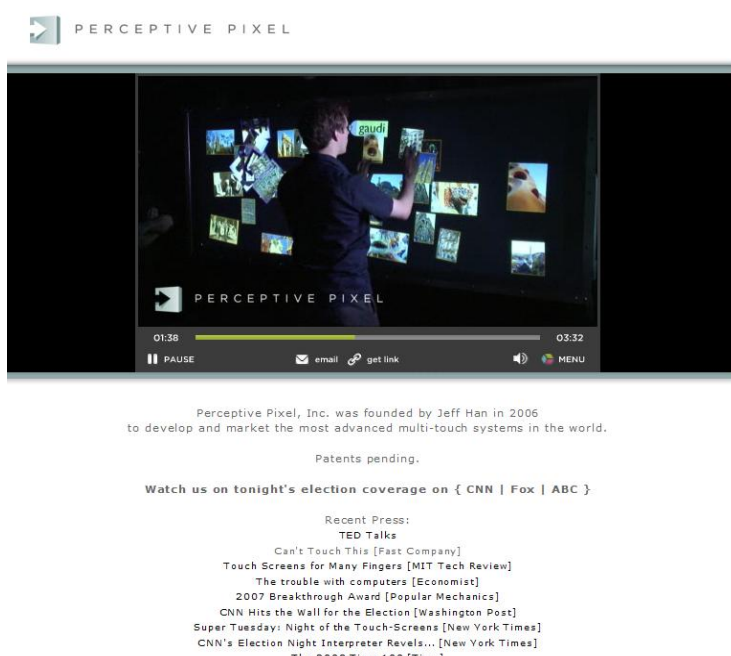 PERCEPTIVE PIXEL
gaudi
PERCEPTIVE PIXEL
01:38 03:32
PAUSE email get link MENU
Perceptive Pixel, Inc. was founded by Jeff Han in 2006
to develop and market the most advanced multi-touch systems in the world.
Patents pending.
Watch us on tonight's election coverage on { CNN | Fox | ABC }
Recent Press:
TED Talks
Can't Touch This [Fast Company]
Touch Screens for Many Fingers [MIT Tech Review]
The trouble with computers [Economist]
2007 Breakthrough Award [Popular Mechanics]
CNN Hits the Wall for the Election [Washington Post]
Super Tuesday: Night of the Touch-Screens [New York Times]
CNN's Election Night Interpreter Revels... [New York Times]
The 2008 Time 100 [Time]